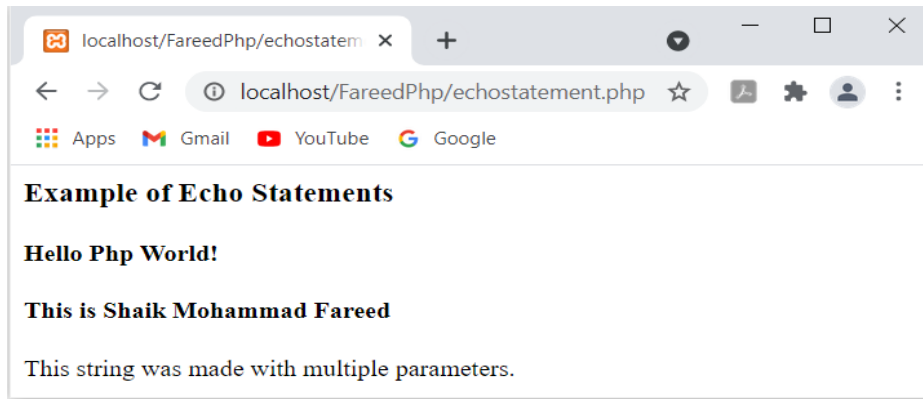 localhost/FareedPhp/echostatem
localhost/FareedPhp/echostatement.php
Apps Gmail YouTube Google
Example of Echo Statements
Hello Php World!
This is Shaik Mohammad Fareed
This string was made with multiple parameters.